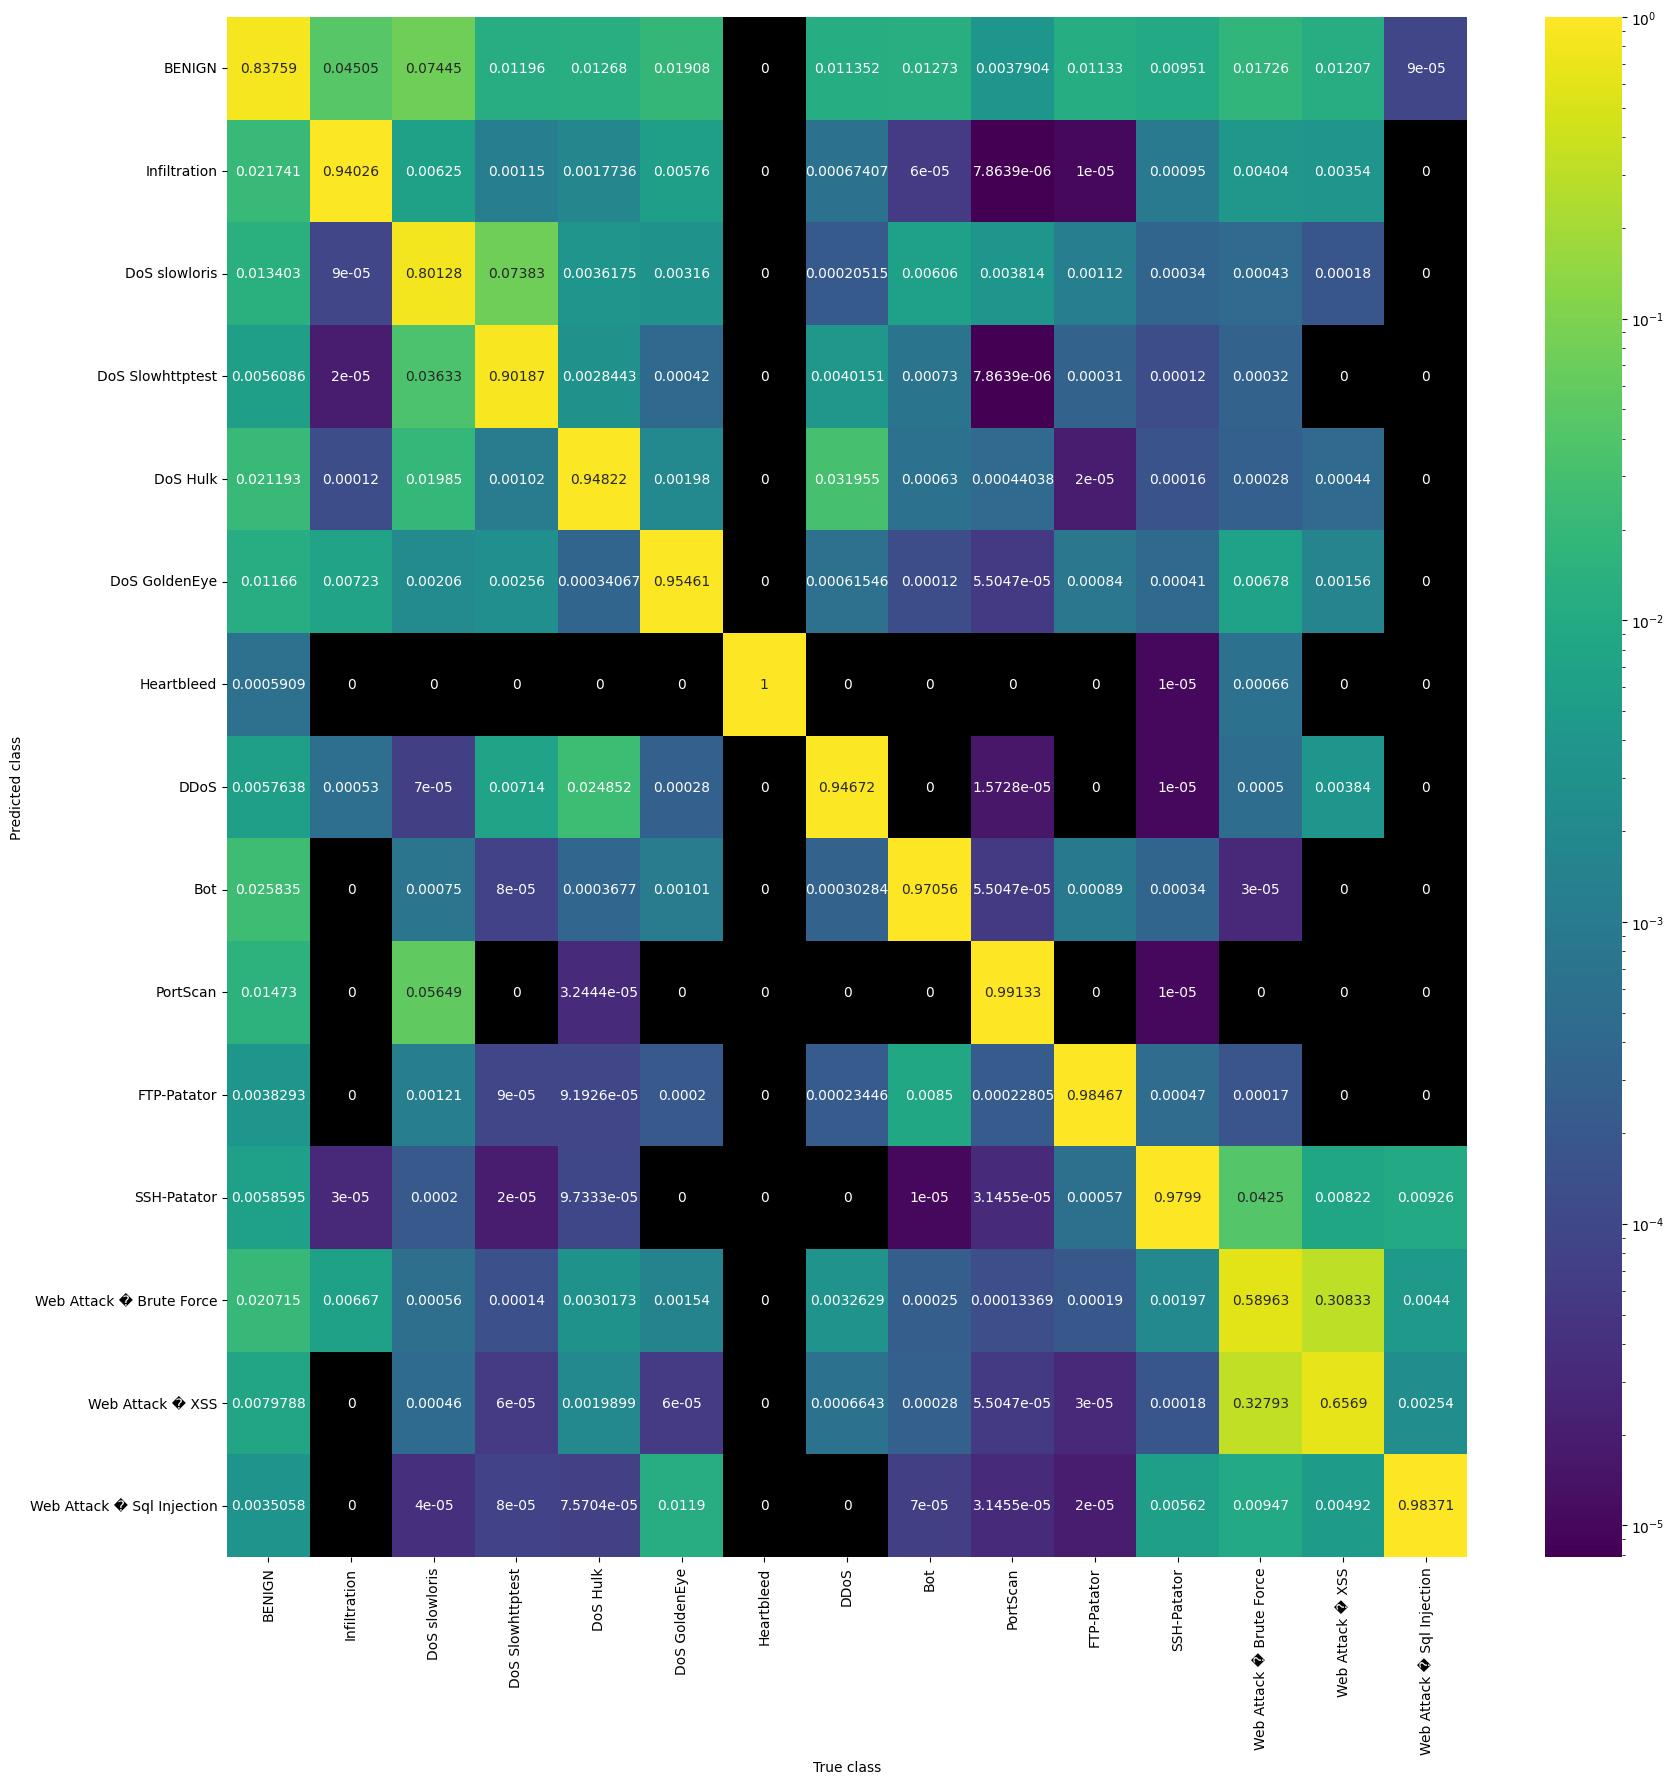 BENIGN 0.83759 0.04505 0.07445 0.01196 0.01268 0.01908 0 0.011352 0.01273 0.0037904 0.01133 0.00951 0.01726 0.01207 9e-05
Infiltration 0.021741 0.94026 0.00625 0.00115 0.0017736 0.00576 0 0.00067407 6e-05 7.8639e-06 1e-05 0.00095 0.00404 0.00354 0
DoS slowloris 0.013403 9e-05 0.80128 0.07383 0.0036175 0.00316 0 0.00020515 0.00606 0.003814 0.00112 0.00034 0.00043 0.00018 0
DoS Slowhttptest 0.0056086 2e-05 0.03633 0.90187 0.0028443 0.00042 0 0.0040151 0.00073 7.8639e-06 0.00031 0.00012 0.00032 0 0
DoS Hulk 0.021193 0.00012 0.01985 0.00102 0.94822 0.00198 0 0.031955 0.00063 0.00044038 2e-05 0.00016 0.00028 0.00044 0
DoS GoldenEye 0.01166 0.00723 0.00206 0.00256 0.00034067 0.95461 0 0.00061546 0.00012 5.5047e-05 0.00084 0.00041 0.00678 0.00156 0
Heartbleed 0.0005909 0 0 0 0 0 1 0 0 0 0 1e-05 0.00066 0 0
DDoS 0.0057638 0.00053 7e-05 0.00714 0.024852 0.00028 0 0.94672 0 1.5728e-05 0 1e-05 0.0005 0.00384 0
Bot 0.025835 0 0.00075 8e-05 0.0003677 0.00101 0 0.00030284 0.97056 5.5047e-05 0.00089 0.00034 3e-05 0 0
PortScan 0.01473 0 0.05649 0 3.2444e-05 0 0 0 0 0.99133 0 1e-05 0 0 0
FTP-Patator 0.0038293 0 0.00121 9e-05 9.1926e-05 0.0002 0 0.00023446 0.0085 0.00022805 0.98467 0.00047 0.00017 0 0
SSH-Patator 0.0058595 3e-05 0.0002 2e-05 9.7333e-05 0 0 0 1e-05 3.1455e-05 0.00057 0.9799 0.0425 0.00822 0.00926
Web Attack � Brute Force 0.020715 0.00667 0.00056 0.00014 0.0030173 0.00154 0 0.0032629 0.00025 0.00013369 0.00019 0.00197 0.58963 0.30833 0.0044
Web Attack � XSS 0.0079788 0 0.00046 6e-05 0.0019899 6e-05 0 0.0006643 0.00028 5.5047e-05 3e-05 0.00018 0.32793 0.6569 0.00254
Web Attack � Sql Injection 0.0035058 0 4e-05 8e-05 7.5704e-05 0.0119 0 0 7e-05 3.1455e-05 2e-05 0.00562 0.00947 0.00492 0.98371
Predicted class
BENIGN
Infiltration
DoS slowloris
DoS Slowhttptest
DoS Hulk
DoS GoldenEye
Heartbleed
DDoS
Bot
PortScan
FTP-Patator
SSH-Patator
Web Attack � Brute Force
Web Attack � XSS
Web Attack � Sql Injection
True class
10⁰
10⁻¹
10⁻²
10⁻³
10⁻⁴
10⁻⁵